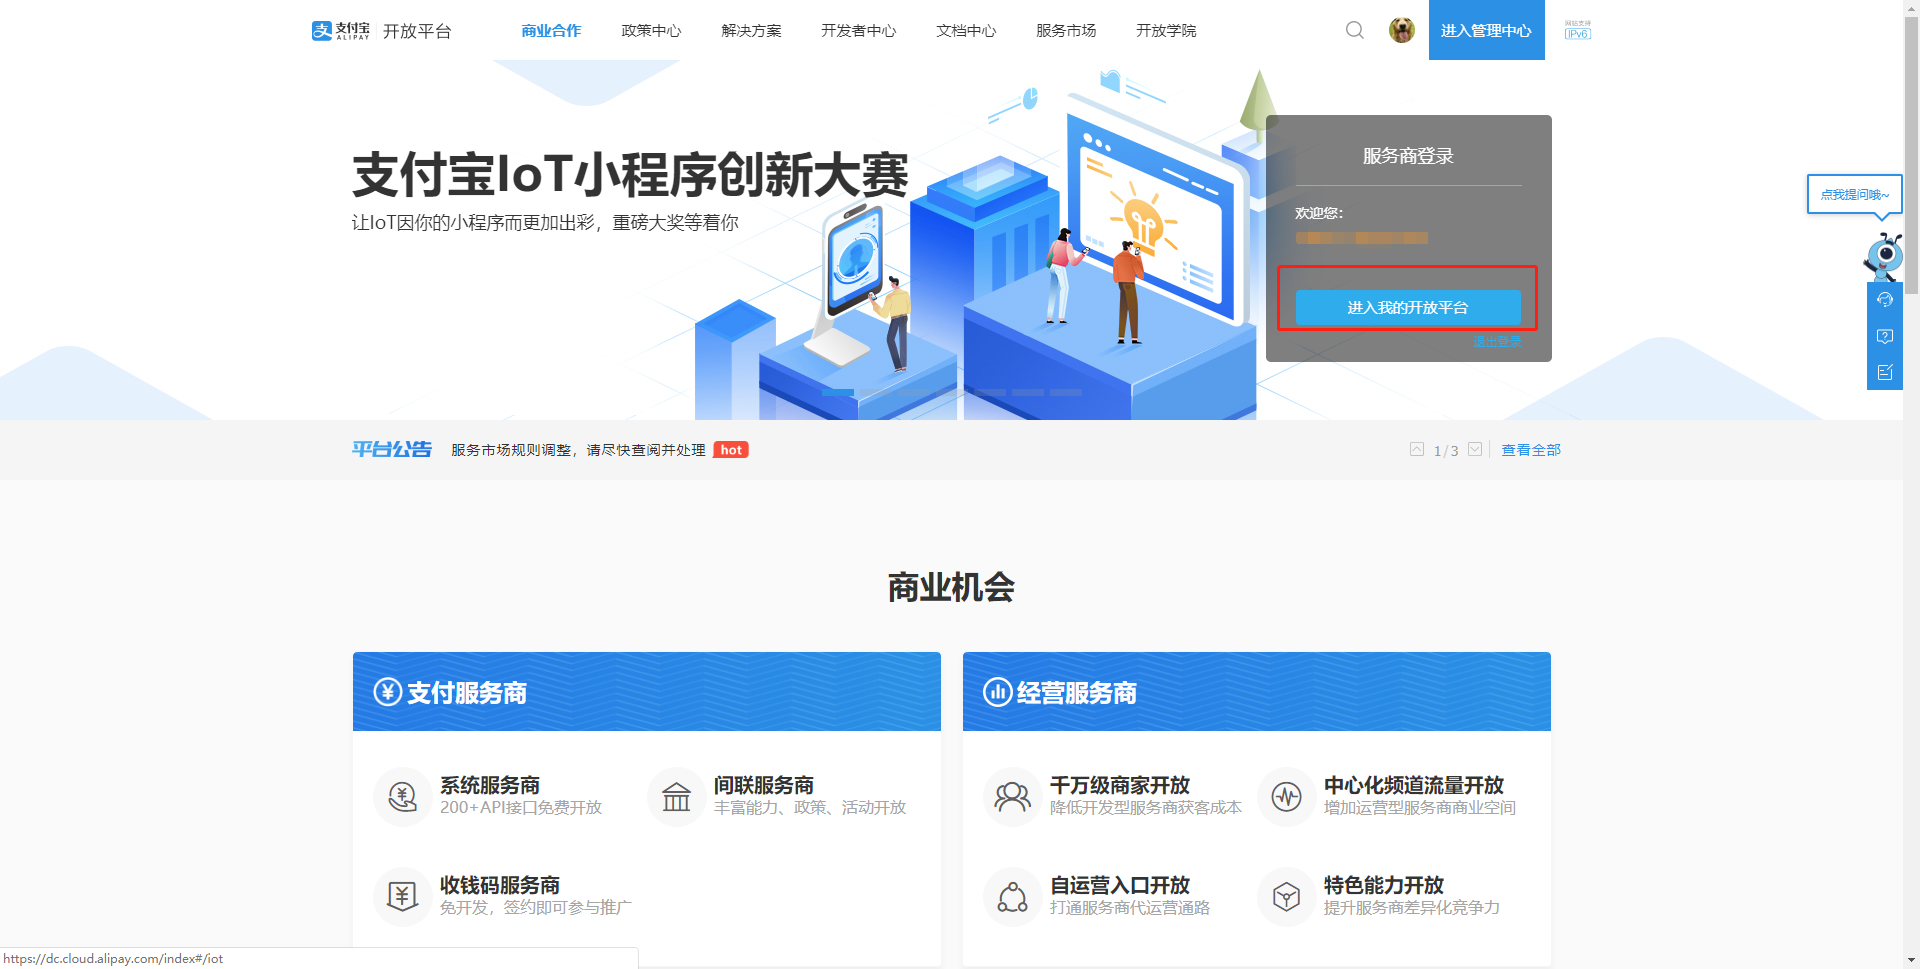 支付宝
ALIPAY
开放平台
商业合作
政策中心
解决方案
开发者中心
文档中心
服务市场
开放学院
进入管理中心
网站支持
IPv6
支付宝IoT小程序创新大赛
让IoT因你的小程序而更加出彩，重磅大奖等着你
服务商登录
欢迎您：
进入我的开放平台
退出登录
点我提问哦~
平台公告
服务市场规则调整，请尽快查阅并处理
hot
1/3
查看全部
商业机会
支付服务商
系统服务商
200+API接口免费开放
间联服务商
丰富能力、政策、活动开放
收钱码服务商
免开发，签约即可参与推广
经营服务商
千万级商家开放
降低开发型服务商获客成本
中心化频道流量开放
增加运营型服务商商业空间
自运营入口开放
打通服务商代运营通路
特色能力开放
提升服务商差异化竞争力
https://dc.cloud.alipay.com/index#/iot